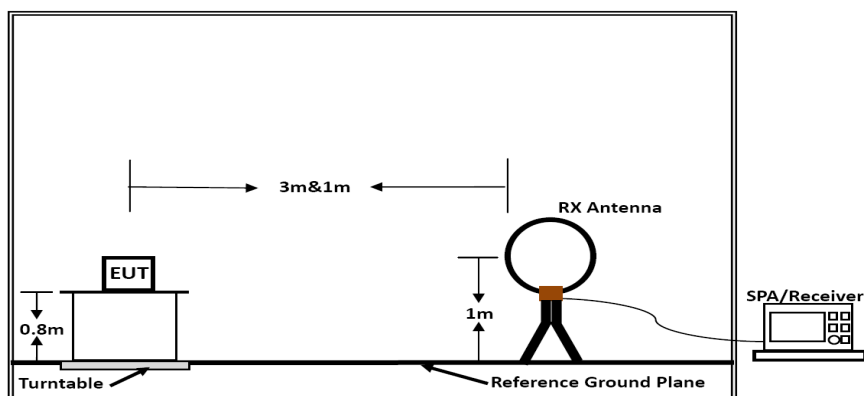 3m&1m
RX Antenna
EUT
SPA/Receiver
0.8m
1m
Turntable
Reference Ground Plane